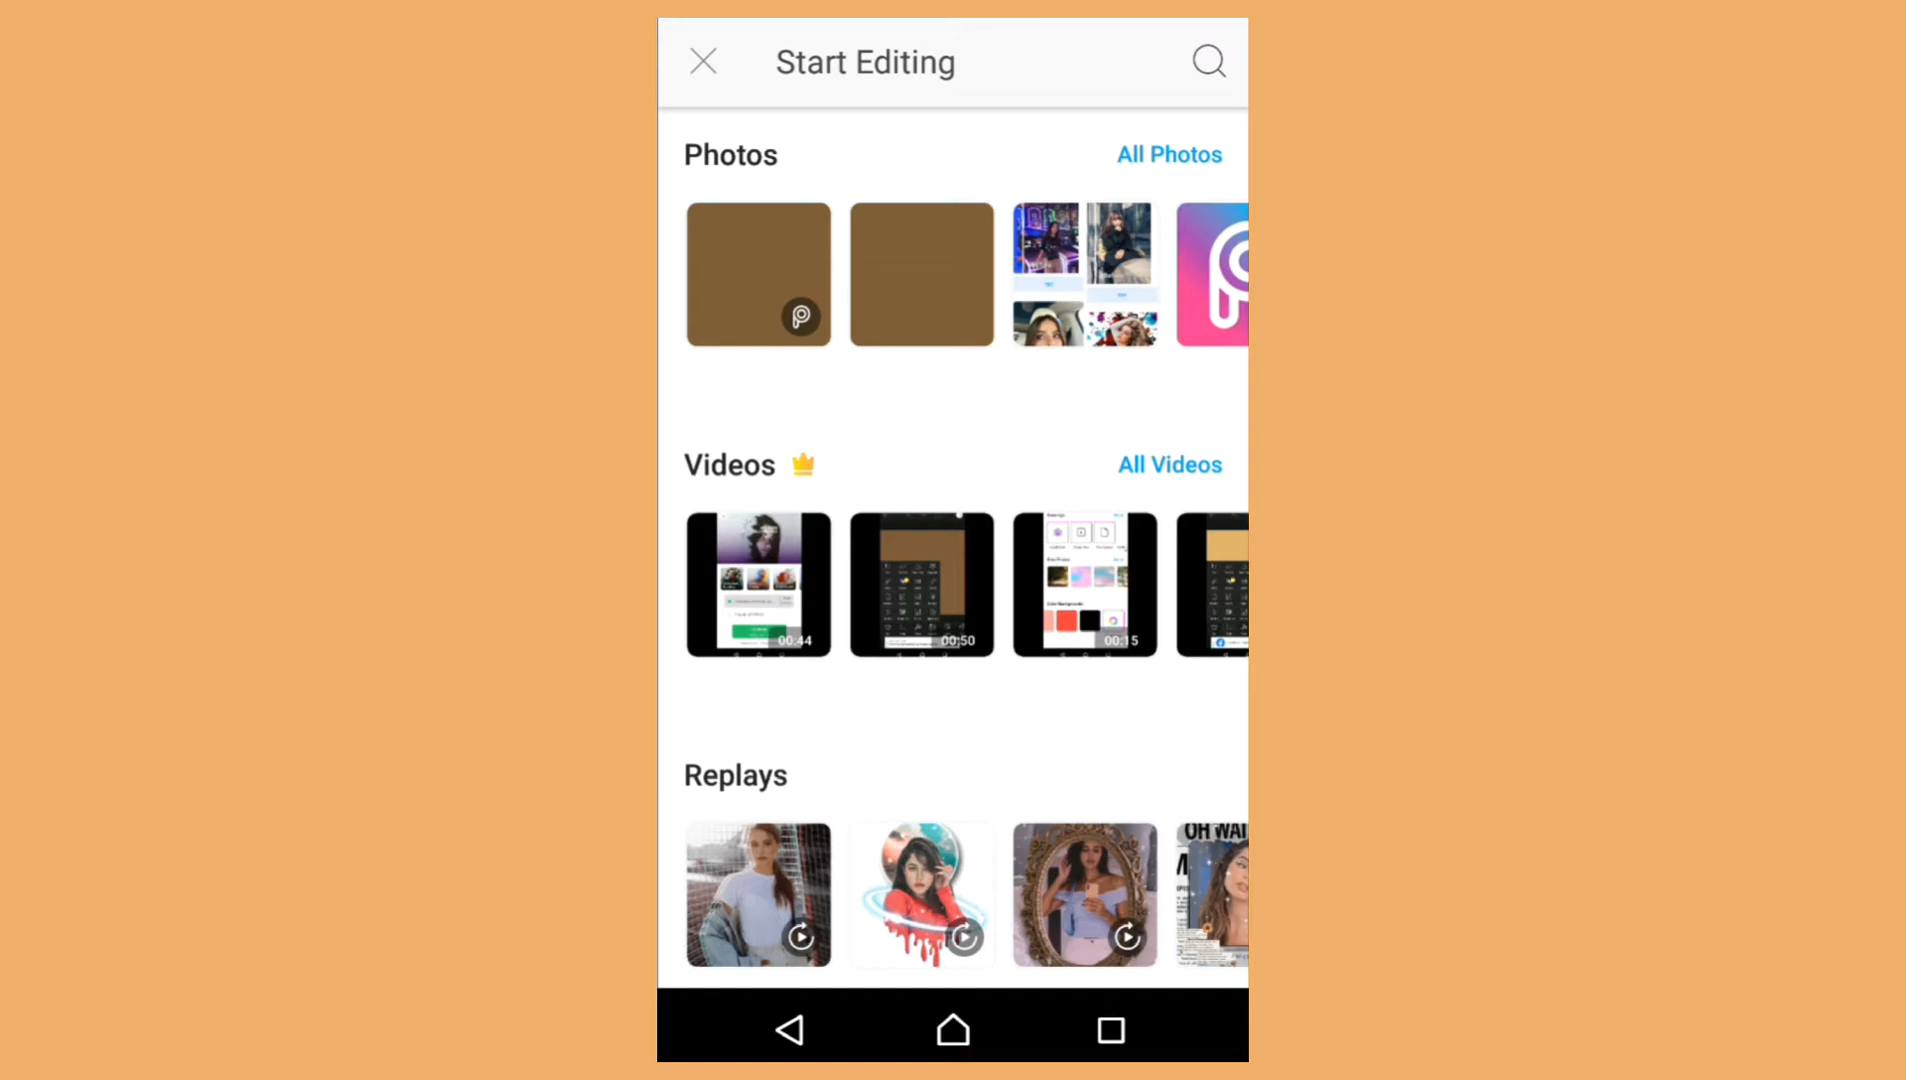 Start Editing
Photos
All Photos
Videos
All Videos
00:44
00:50
00:15
Replays
OH WAI